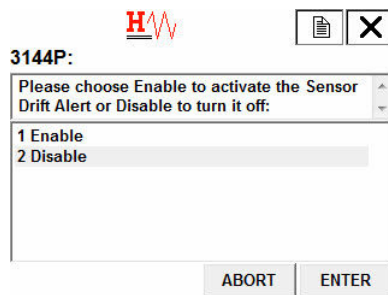 H
3144P:
Please choose Enable to activate the Sensor
Drift Alert or Disable to turn it off:
1 Enable
2 Disable
ABORT ENTER